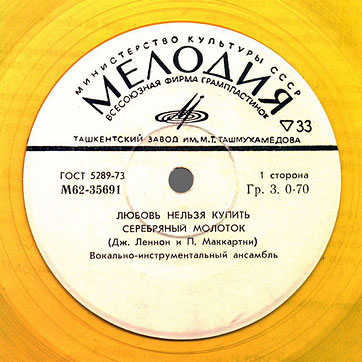 МИНИСТЕРСТВО КУЛЬТУРЫ СССР
МЕЛОДИЯ
ВСЕСОЮЗНАЯ ФИРМА ГРАМПЛАСТИНОК
▽33
ТАШКЕНТСКИЙ ЗАВОД ИМ. М.Т. ТАШМУХАМЕДОВА
ГОСТ 5289-73 1 сторона
М62-35691 Гр. 3. 0-70
ЛЮБОВЬ НЕЛЬЗЯ КУПИТЬ
СЕРЕБРЯНЫЙ МОЛОТОК
(Дж. Леннон и П. Маккартни)
Вокально-инструментальный ансамбль